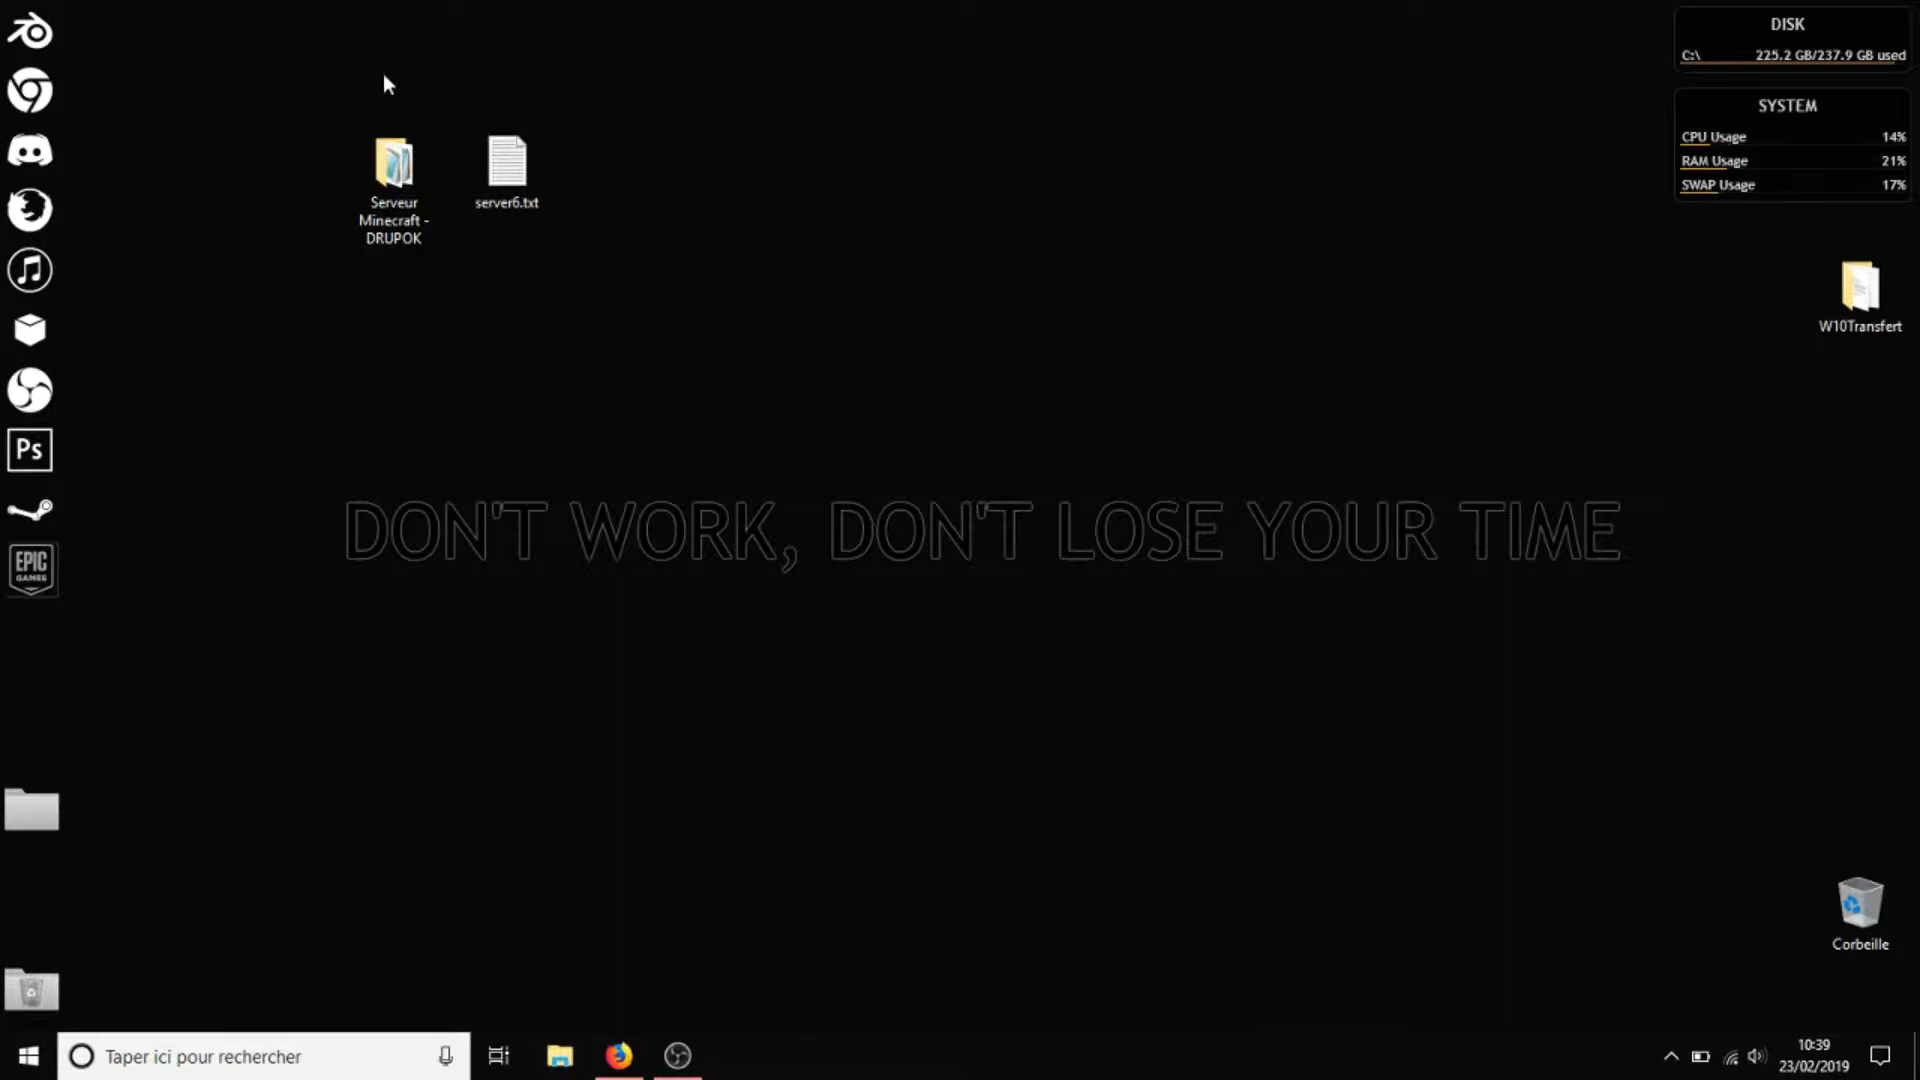 DISK
C:\ 225.2 GB/237.9 GB used
SYSTEM
CPU Usage 14%
RAM Usage 21%
SWAP Usage 17%
Serveur
Minecraft -
DRUPOK
server6.txt
W10Transfert
Ps
DON'T WORK, DON'T LOSE YOUR TIME
EPIC
GAMES
Corbeille
Taper ici pour rechercher
10:39
23/02/2019